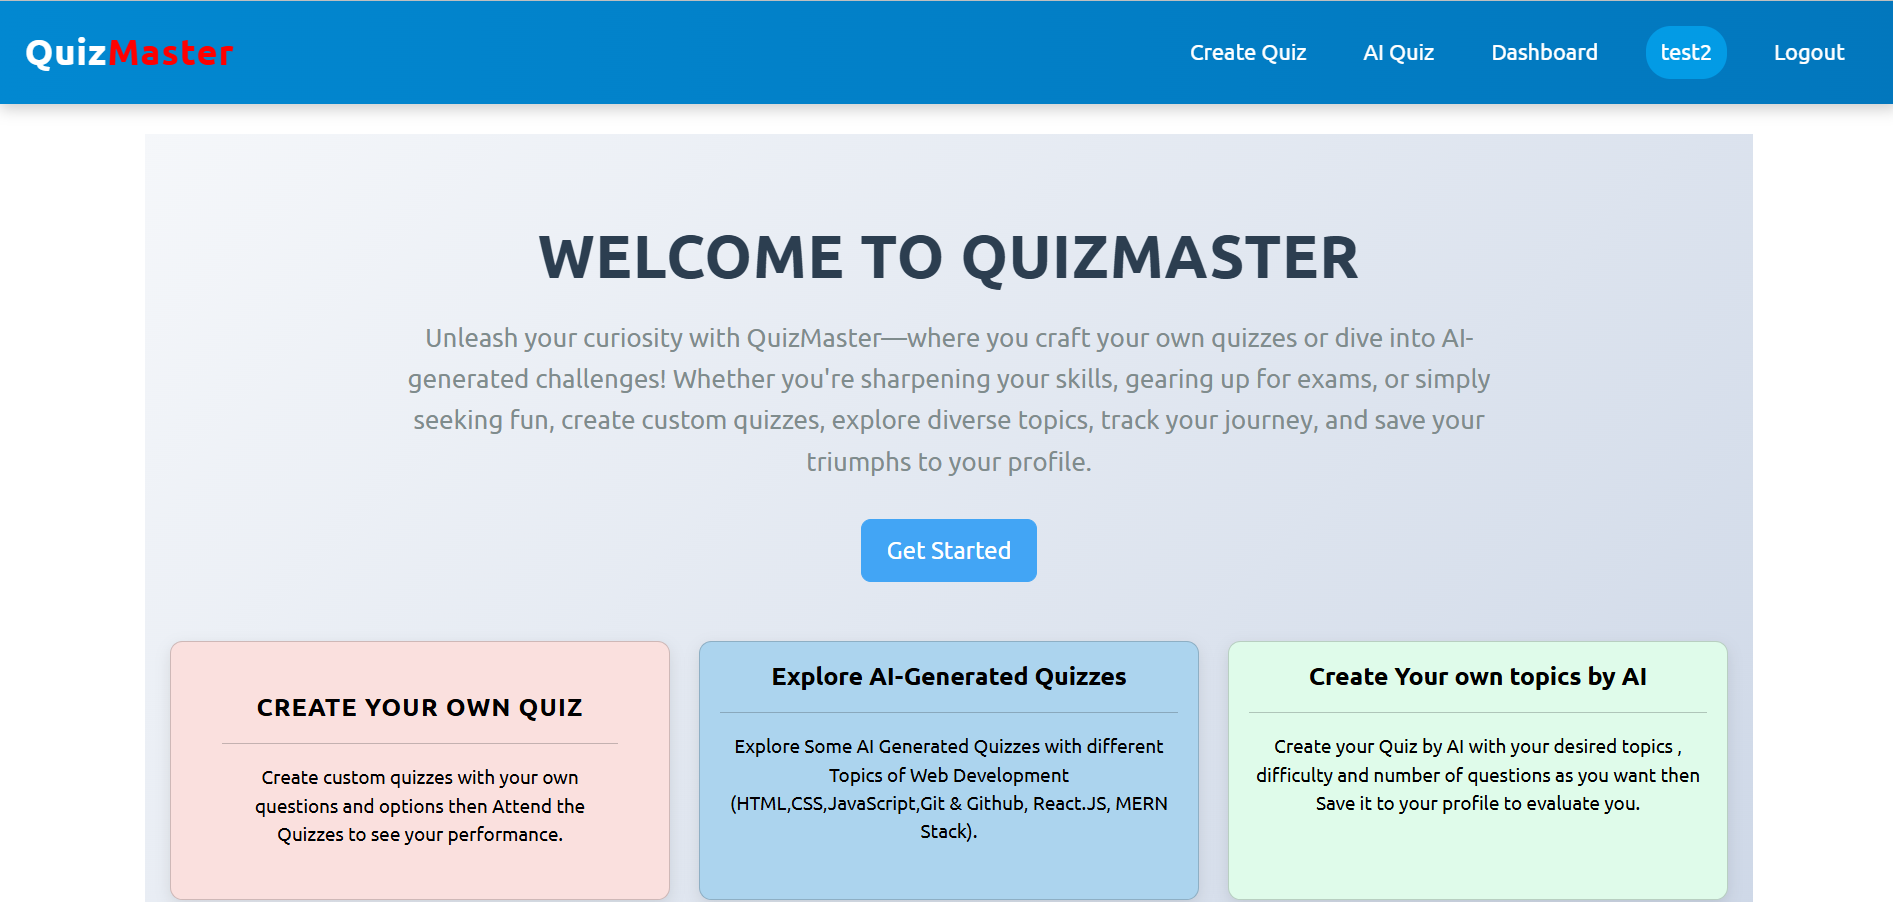 QuizMaster
Create Quiz
AI Quiz
Dashboard
test2
Logout
WELCOME TO QUIZMASTER
Unleash your curiosity with QuizMaster—where you craft your own quizzes or dive into AI-
generated challenges! Whether you're sharpening your skills, gearing up for exams, or simply
seeking fun, create custom quizzes, explore diverse topics, track your journey, and save your
triumphs to your profile.
Get Started
CREATE YOUR OWN QUIZ
Create custom quizzes with your own
questions and options then Attend the
Quizzes to see your performance.
Explore AI-Generated Quizzes
Explore Some AI Generated Quizzes with different
Topics of Web Development
(HTML,CSS,JavaScript,Git & Github, React.JS, MERN
Stack).
Create Your own topics by AI
Create your Quiz by AI with your desired topics ,
difficulty and number of questions as you want then
Save it to your profile to evaluate you.